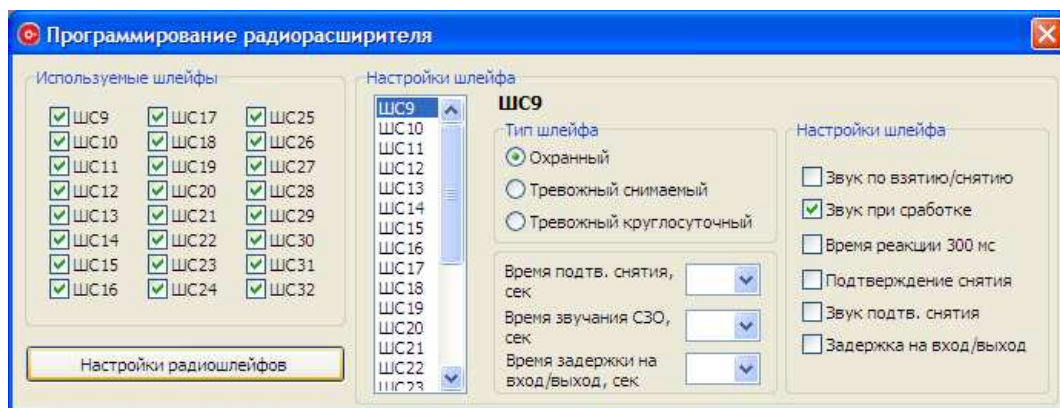 Программирование радиорасширителя
Используемые шлейфы
ШС9 ШС17 ШС25
ШС10 ШС18 ШС26
ШС11 ШС19 ШС27
ШС12 ШС20 ШС28
ШС13 ШС21 ШС29
ШС14 ШС22 ШС30
ШС15 ШС23 ШС31
ШС16 ШС24 ШС32
Настройки радиошлейфов
Настройки шлейфа
ШС9
ШС10
ШС11
ШС12
ШС13
ШС14
ШС15
ШС16
ШС17
ШС18
ШС19
ШС20
ШС21
ШС22
ШС23
ШС9
Тип шлейфа
Охранный
Тревожный снимаемый
Тревожный круглосуточный
Время подтв. снятия,
сек
Время звучания СЗО,
сек
Время задержки на
вход/выход, сек
Настройки шлейфа
Звук по взятию/снятию
Звук при сработке
Время реакции 300 мс
Подтверждение снятия
Звук подтв. снятия
Задержка на вход/выход